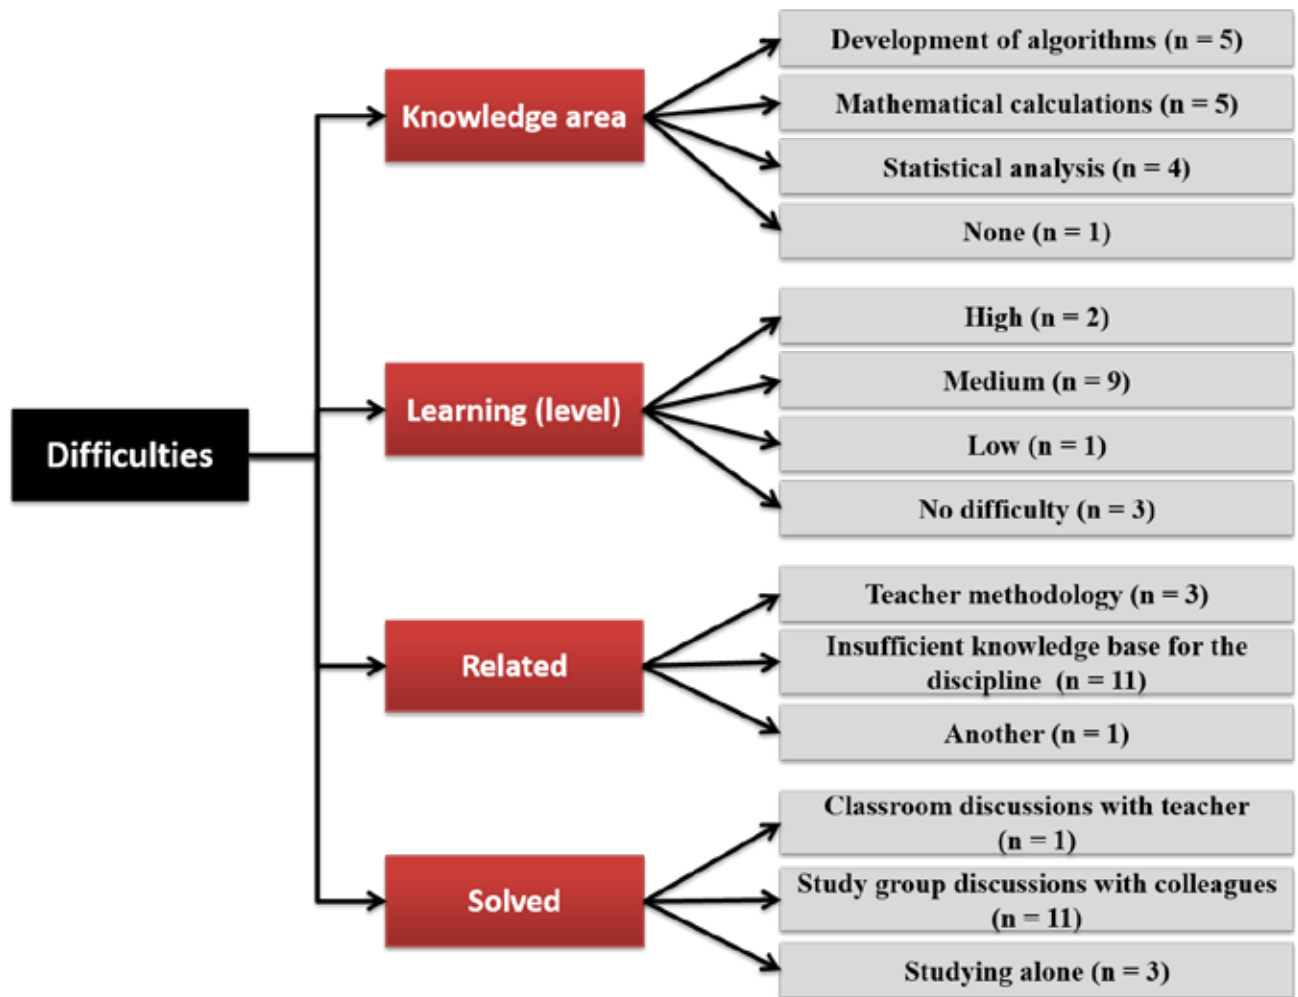 Difficulties
Knowledge area
Development of algorithms (n = 5)
Mathematical calculations (n = 5)
Statistical analysis (n = 4)
None (n = 1)
Learning (level)
High (n = 2)
Medium (n = 9)
Low (n = 1)
No difficulty (n = 3)
Related
Teacher methodology (n = 3)
Insufficient knowledge base for the
discipline (n = 11)
Another (n = 1)
Solved
Classroom discussions with teacher
(n = 1)
Study group discussions with colleagues
(n = 11)
Studying alone (n = 3)